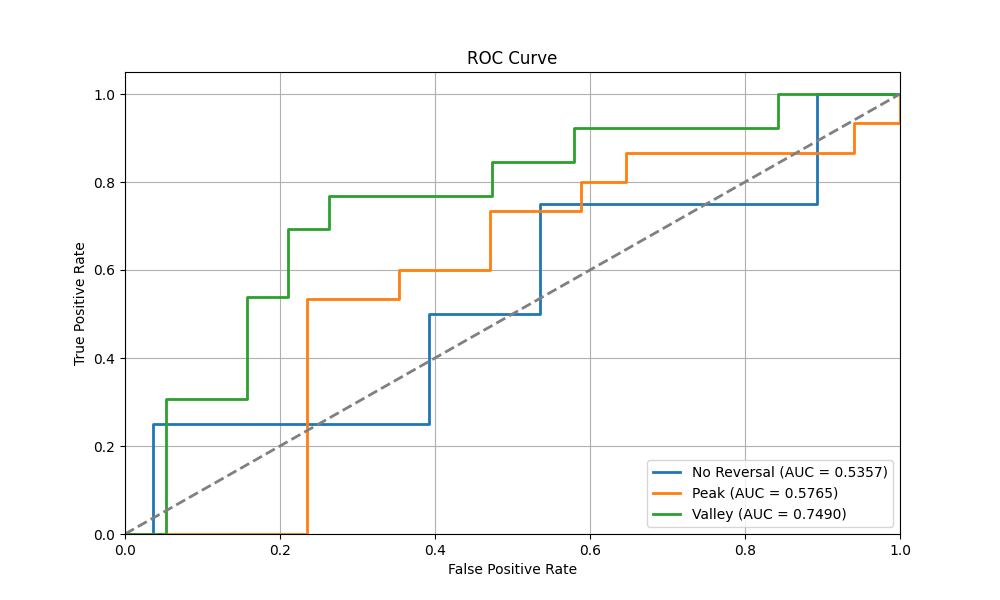 ROC Curve
1.0
0.8
0.6
0.4
0.2
0.0
True Positive Rate
0.0 0.2 0.4 0.6 0.8 1.0
False Positive Rate
No Reversal (AUC = 0.5357)
Peak (AUC = 0.5765)
Valley (AUC = 0.7490)